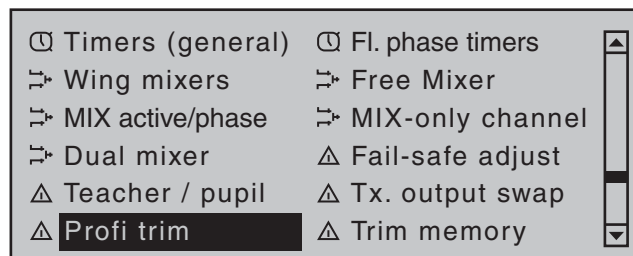 Timers (general) Fl. phase timers
Wing mixers Free Mixer
MIX active/phase MIX-only channel
Dual mixer Fail-safe adjust
Teacher / pupil Tx. output swap
Profi trim Trim memory